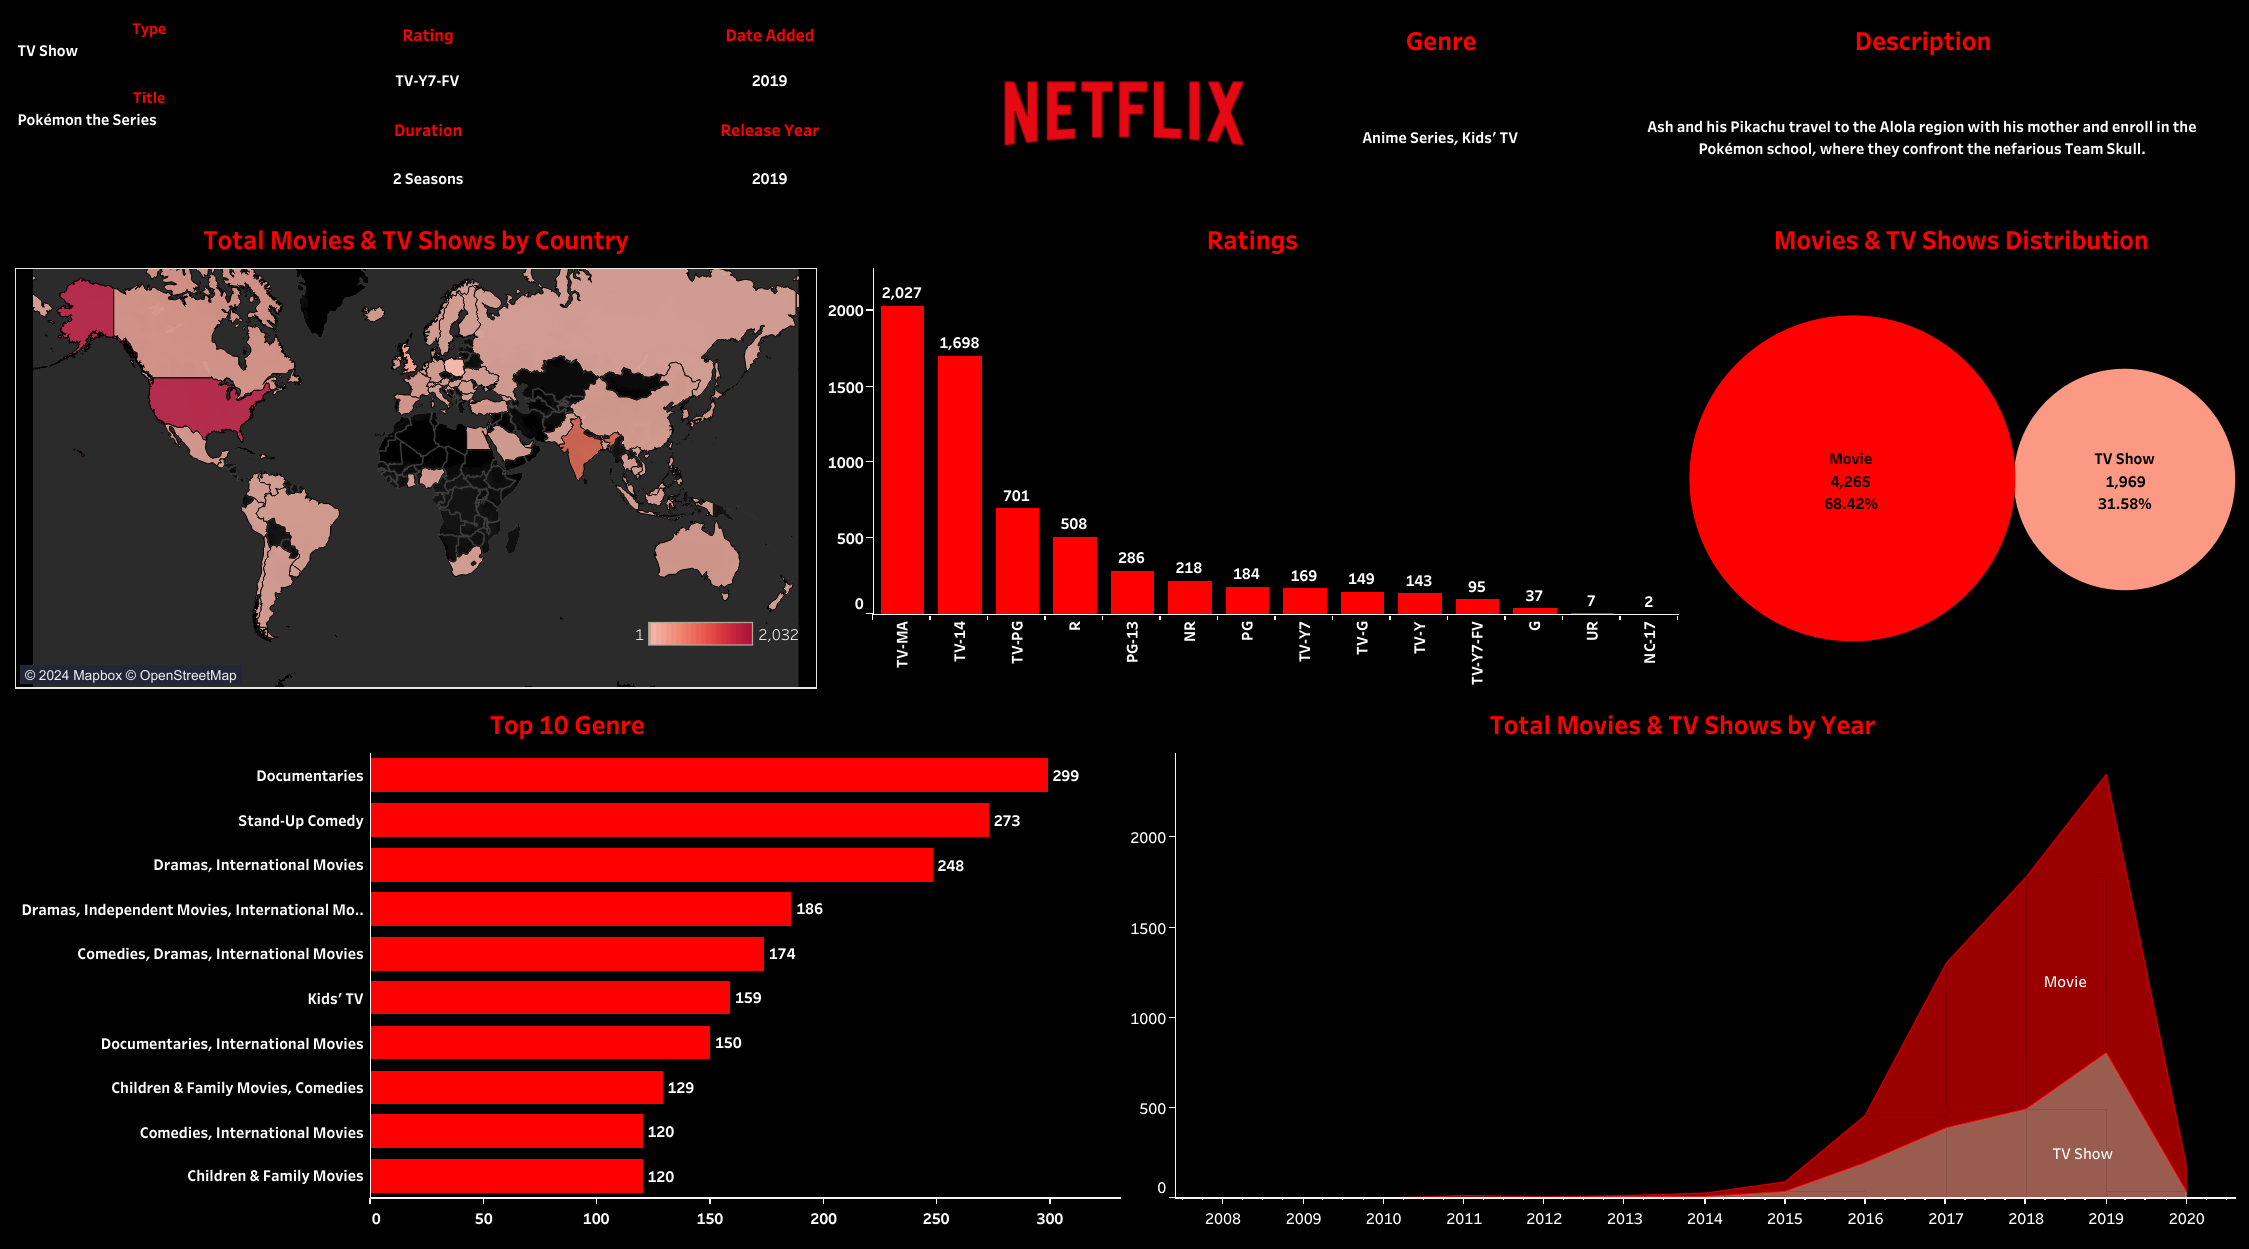 Type
TV Show
Title
Pokémon the Series
Rating
TV-Y7-FV
Duration
2 Seasons
Date Added
2019
Release Year
2019
NETFLIX
Genre
Anime Series, Kids’ TV
Description
Ash and his Pikachu travel to the Alola region with his mother and enroll in the
Pokémon school, where they confront the nefarious Team Skull.
Total Movies & TV Shows by Country
1
2,032
© 2024 Mapbox © OpenStreetMap
Ratings
2000
1500
1000
500
0
2,027
1,698
701
508
286
218
184
169
149
143
95
37
7
2
TV-MA
TV-14
TV-PG
R
PG-13
NR
PG
TV-Y7
TV-G
TV-Y
TV-Y7-FV
G
UR
NC-17
Movies & TV Shows Distribution
Movie
4,265
68.42%
TV Show
1,969
31.58%
Top 10 Genre
Documentaries
299
Stand-Up Comedy
273
Dramas, International Movies
248
Dramas, Independent Movies, International Mo..
186
Comedies, Dramas, International Movies
174
Kids’ TV
159
Documentaries, International Movies
150
Children & Family Movies, Comedies
129
Comedies, International Movies
120
Children & Family Movies
120
0 50 100 150 200 250 300
Total Movies & TV Shows by Year
2000
1500
1000
500
0
Movie
TV Show
2008 2009 2010 2011 2012 2013 2014 2015 2016 2017 2018 2019 2020